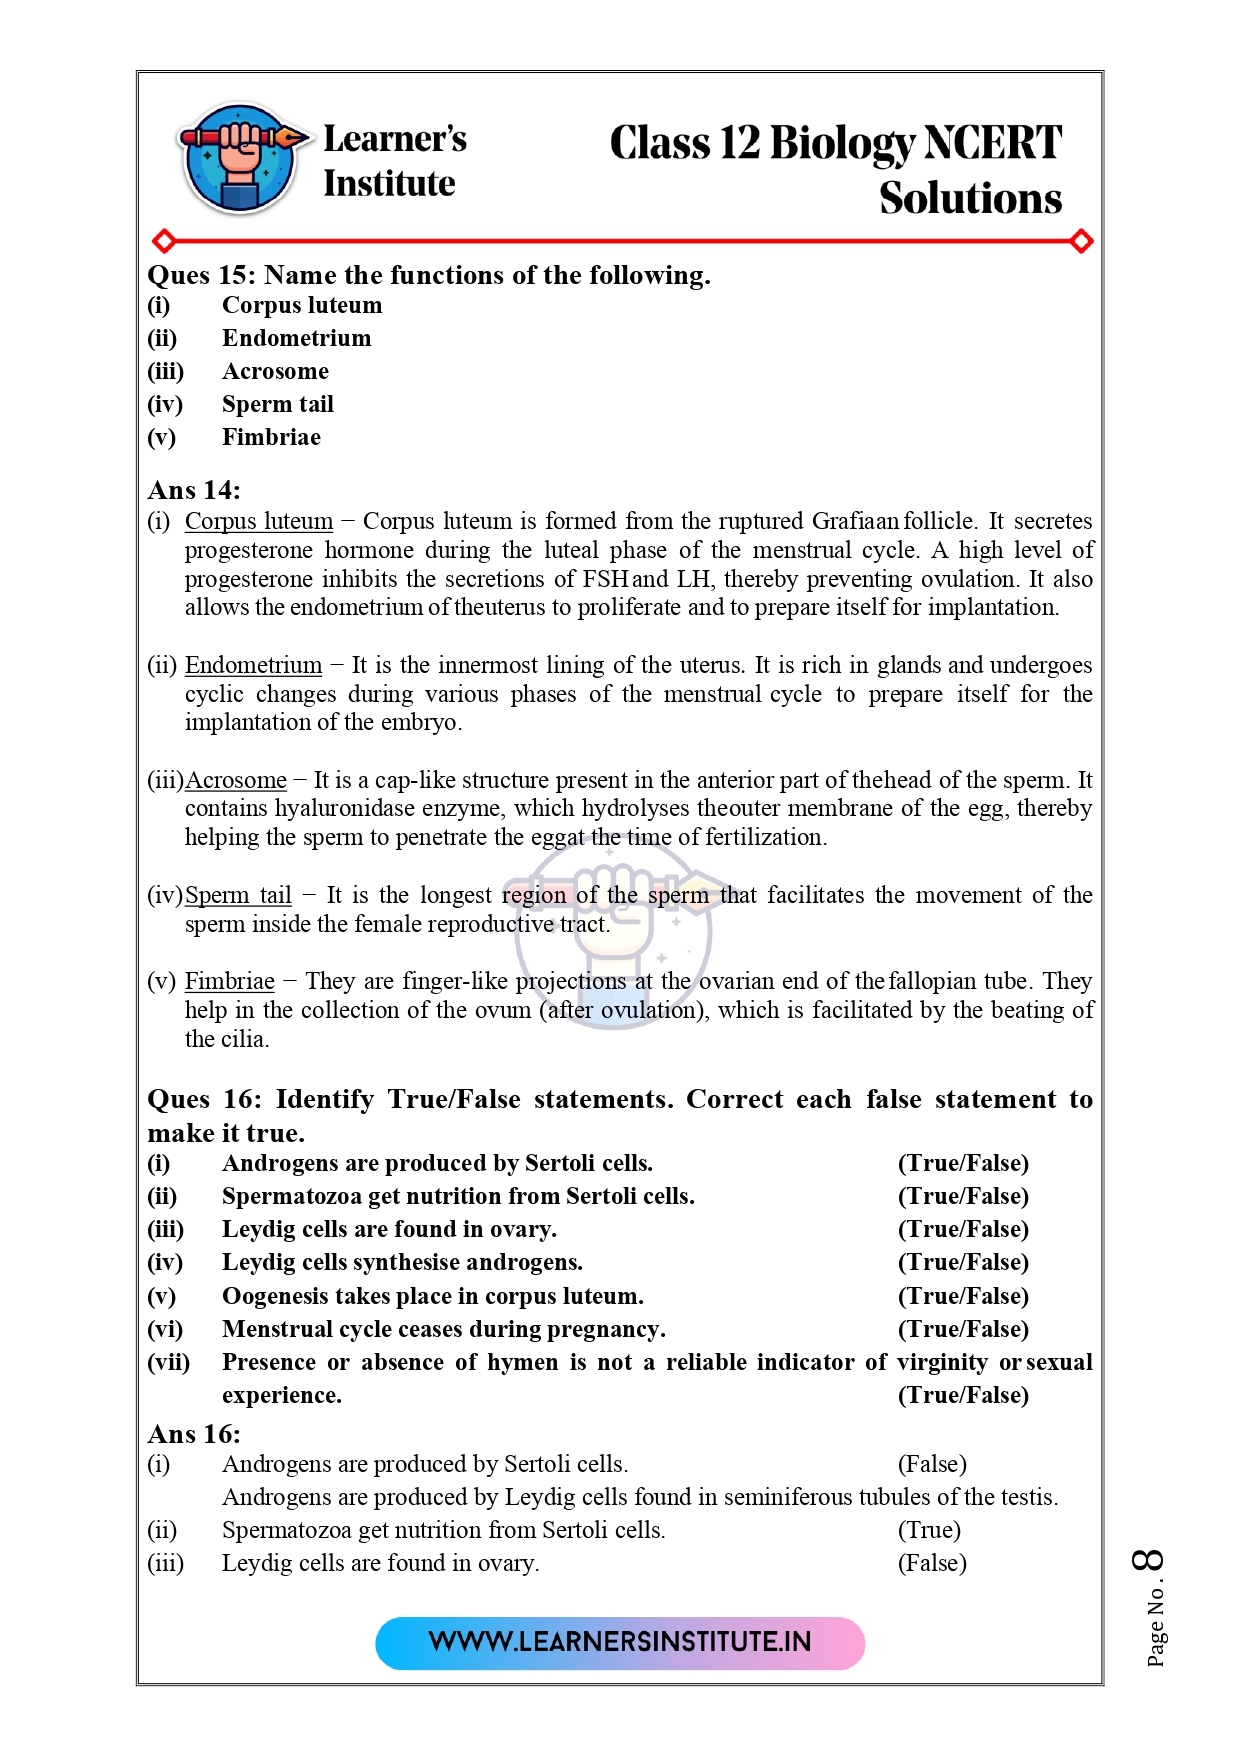 Learner's
Institute
Class 12 Biology NCERT
Solutions
Ques 15: Name the functions of the following.
(i) Corpus luteum
(ii) Endometrium
(iii) Acrosome
(iv) Sperm tail
(v) Fimbriae
Ans 14:
(i) Corpus luteum − Corpus luteum is formed from the ruptured Grafiaan follicle. It secretes
progesterone hormone during the luteal phase of the menstrual cycle. A high level of
progesterone inhibits the secretions of FSH and LH, thereby preventing ovulation. It also
allows the endometrium of theuterus to proliferate and to prepare itself for implantation.
(ii) Endometrium − It is the innermost lining of the uterus. It is rich in glands and undergoes
cyclic changes during various phases of the menstrual cycle to prepare itself for the
implantation of the embryo.
(iii)Acrosome − It is a cap-like structure present in the anterior part of thehead of the sperm. It
contains hyaluronidase enzyme, which hydrolyses theouter membrane of the egg, thereby
helping the sperm to penetrate the eggat the time of fertilization.
(iv)Sperm tail − It is the longest region of the sperm that facilitates the movement of the
sperm inside the female reproductive tract.
(v) Fimbriae − They are finger-like projections at the ovarian end of the fallopian tube. They
help in the collection of the ovum (after ovulation), which is facilitated by the beating of
the cilia.
Ques 16: Identify True/False statements. Correct each false statement to
make it true.
(i) Androgens are produced by Sertoli cells. (True/False)
(ii) Spermatozoa get nutrition from Sertoli cells. (True/False)
(iii) Leydig cells are found in ovary. (True/False)
(iv) Leydig cells synthesise androgens. (True/False)
(v) Oogenesis takes place in corpus luteum. (True/False)
(vi) Menstrual cycle ceases during pregnancy. (True/False)
(vii) Presence or absence of hymen is not a reliable indicator of virginity or sexual
experience. (True/False)
Ans 16:
(i) Androgens are produced by Sertoli cells. (False)
Androgens are produced by Leydig cells found in seminiferous tubules of the testis.
(ii) Spermatozoa get nutrition from Sertoli cells. (True)
(iii) Leydig cells are found in ovary. (False)
WWW.LEARNERSINSTITUTE.IN
Page No. 8